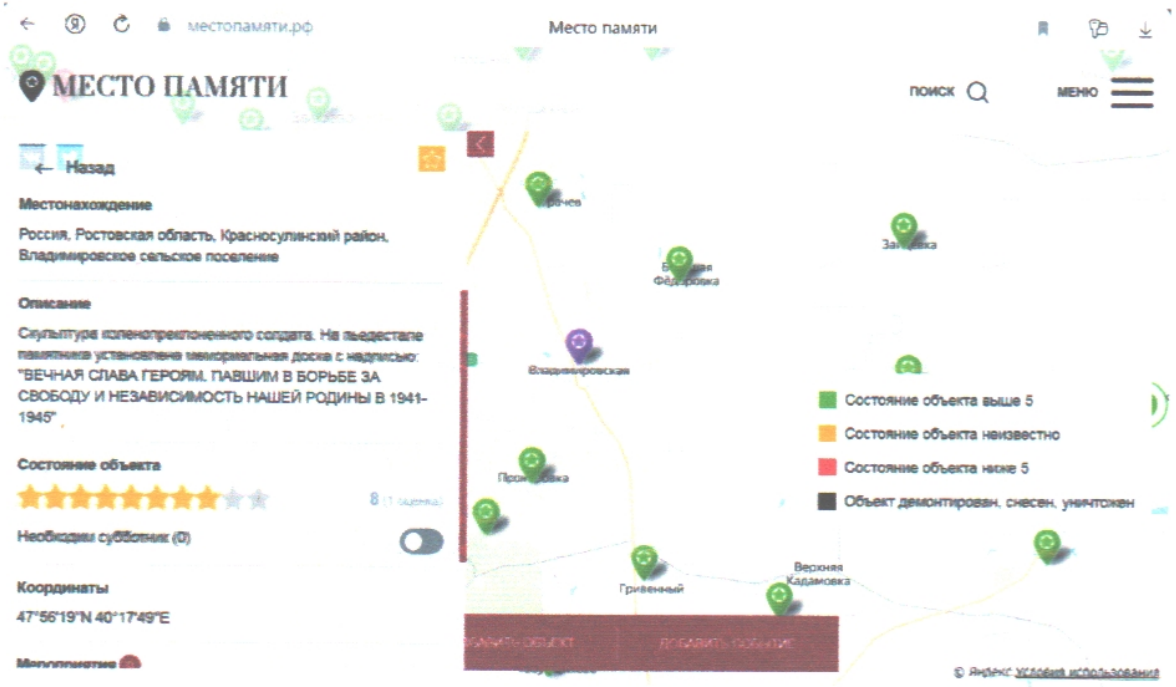 местопамяти.рф
Место памяти
МЕСТО ПАМЯТИ
ПОИСК
МЕНЮ
Назад
Местонахождение
Россия, Ростовская область, Красносулинский район,
Владимировское сельское поселение
Описание
Скульптура коленопреклоненного солдата. На пьедестале
памятника установлена мемориальная доска с надписью:
"ВЕЧНАЯ СЛАВА ГЕРОЯМ, ПАВШИМ В БОРЬБЕ ЗА
СВОБОДУ И НЕЗАВИСИМОСТЬ НАШЕЙ РОДИНЫ В 1941-
1945"
Состояние объекта
8 (1 оценка)
Необходим субботник (0)
Координаты
47°56'19"N 40°17'49"E
Мероприятия
Фёдоровка
Владимировская
Гривенный
Верхняя
Кадамовка
Состояние объекта выше 5
Состояние объекта неизвестно
Состояние объекта ниже 5
Объект демонтирован, снесен, уничтожен
ОБЪЕКТ
ДОБАВИТЬ СОБЫТИЕ
© Яндекс Условия использования